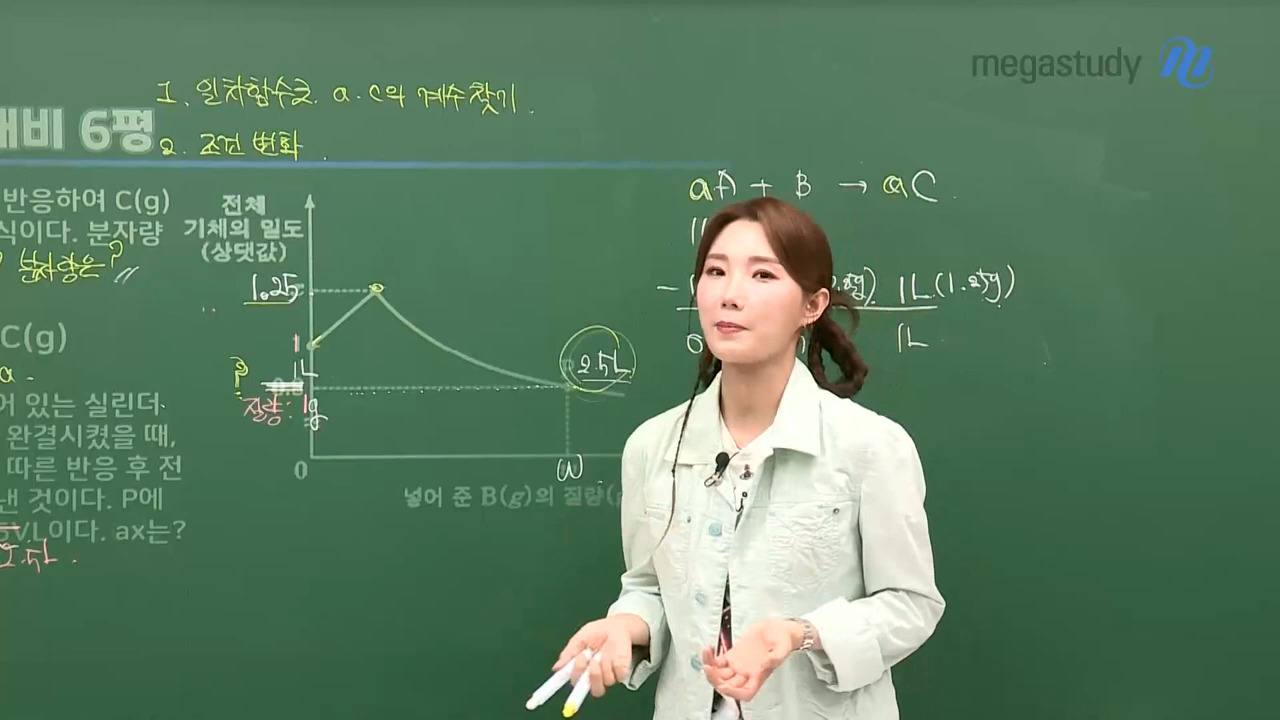 megastudy
1. 일차함수로. a.C의 계수찾기.
대비 6평
2. 조건 변화.
반응하여 C(g)
식이다. 분자량
분자량은?
C(g)
a.
있는 실린더
완결시켰을 때,
따른 반응 후 전
낸 것이다. P에
L이다. ax는?
2.5L.
전체
기체의 밀도
(상댓값)
1.25
1
?
1L
질량: 1g
0
2.5L
W
넣어 준 B(g)의 질량(
aA + B → aC
1L (1.25g)
0 1L